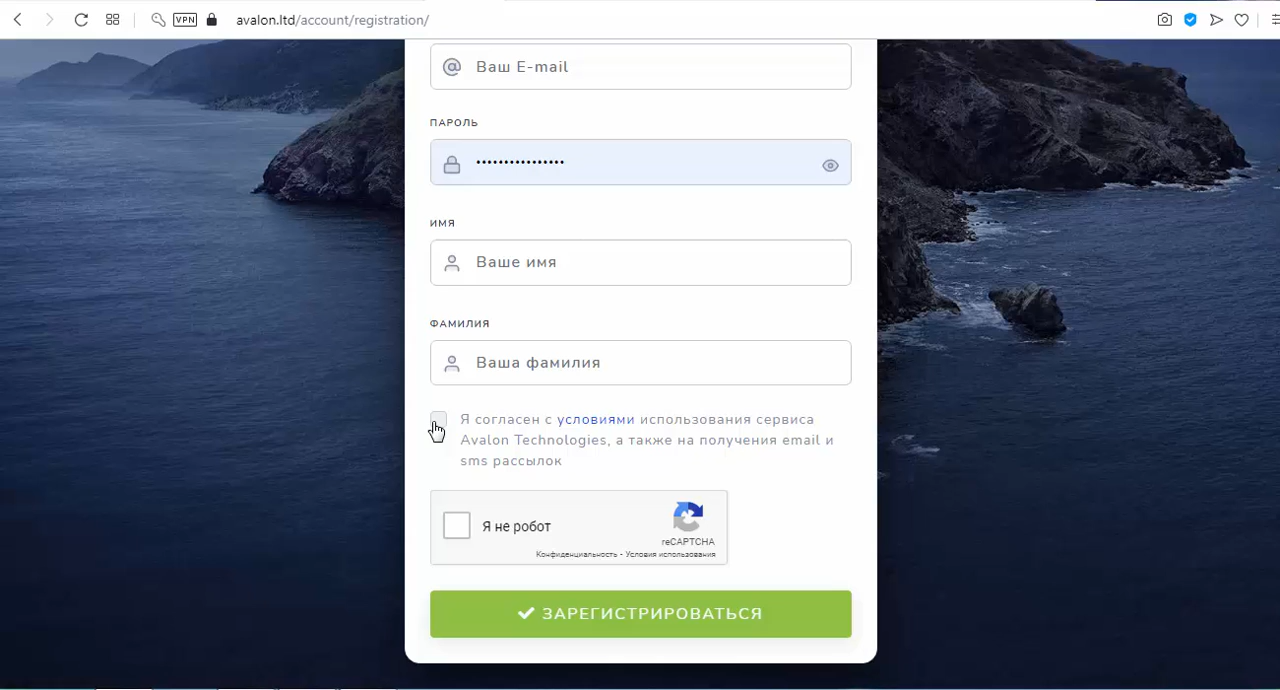 VPN avalon.ltd/account/registration/
Ваш E-mail
ПАРОЛЬ
••••••••••••••••
ИМЯ
Ваше имя
ФАМИЛИЯ
Ваша фамилия
Я согласен с условиями использования сервиса
Avalon Technologies, а также на получения email и
sms рассылок
Я не робот
reCAPTCHA
Конфиденциальность - Условия использования
ЗАРЕГИСТРИРОВАТЬСЯ